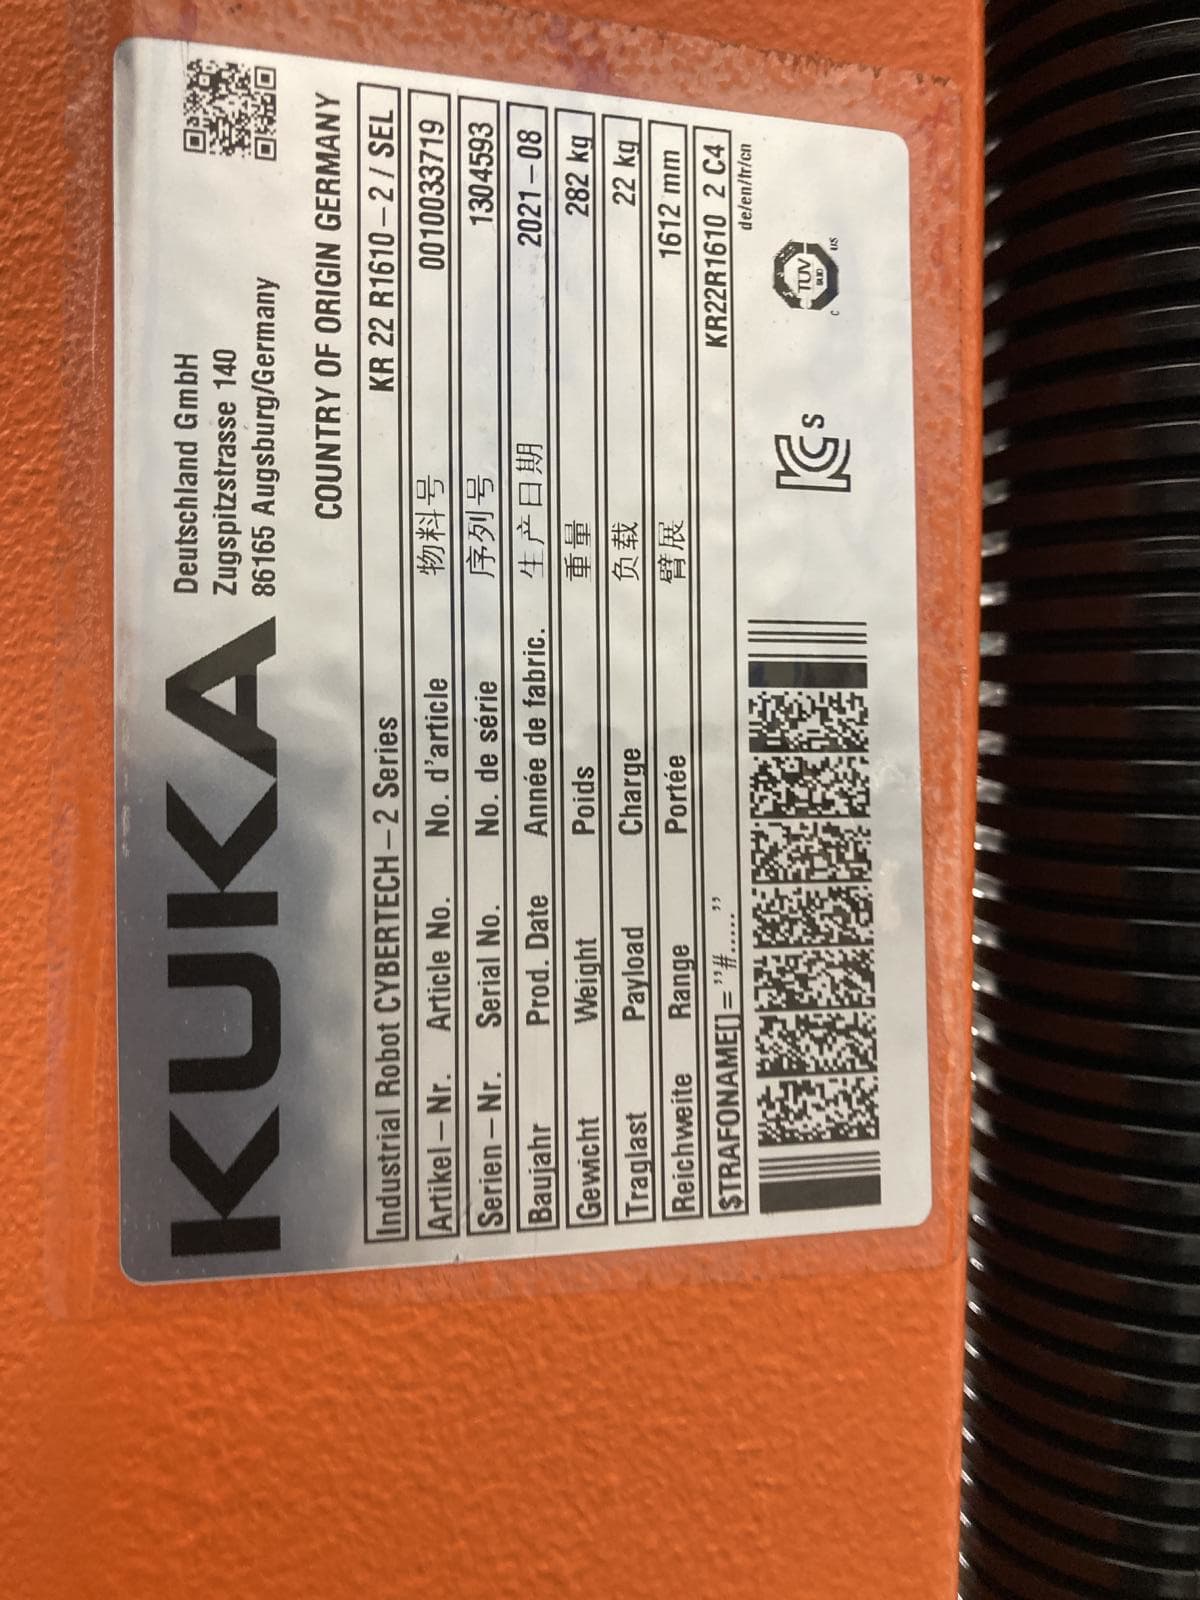 KUKA
Deutschland GmbH
Zugspitzstrasse 140
86165 Augsburg/Germany
COUNTRY OF ORIGIN GERMANY
Industrial Robot CYBERTECH-2 Series KR 22 R1610-2 / SEL
Artikel-Nr. Article No. No. d'article 物料号 0010033719
Serien-Nr. Serial No. No. de série 序列号 1304593
Baujahr Prod. Date Année de fabric. 生产日期 2021-08
Gewicht Weight Poids 重量 282 kg
Traglast Payload Charge 负载 22 kg
Reichweite Range Portée 臂展 1612 mm
$TRAFONAME[]="#....." KR22R1610 2 C4
de/en/fr/cn
KC S
TÜV
SÜD
C US